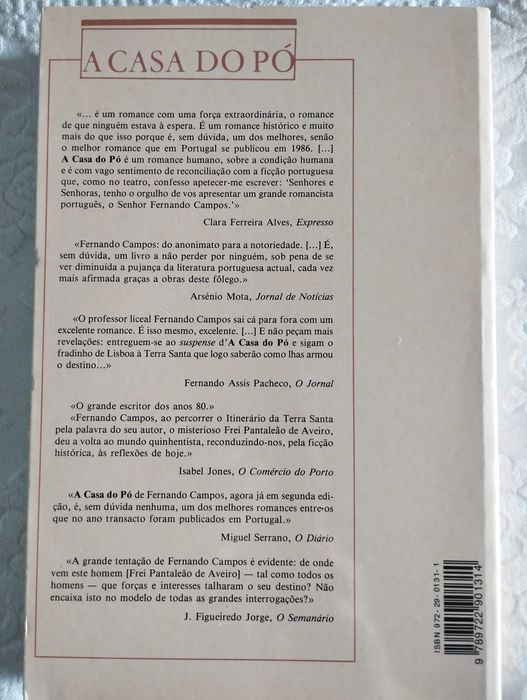 A CASA DO PÓ
«... é um romance com uma força extraordinária, o romance
de que ninguém estava à espera. É um romance histórico e muito
mais do que isso porque é, sem dúvida, um dos melhores, senão
o melhor romance que em Portugal se publicou em 1986. [...]
A Casa do Pó é um romance humano, sobre a condição humana
e é com vago sentimento de reconciliação com a ficção portuguesa
que, como no teatro, confesso apetecer-me escrever: 'Senhores e
Senhoras, tenho o orgulho de vos apresentar um grande romancista
português, o Senhor Fernando Campos.'»
Clara Ferreira Alves, Expresso
«Fernando Campos: do anonimato para a notoriedade. [...] É,
sem dúvida, um livro a não perder por ninguém, sob pena de se
ver diminuída a pujança da literatura portuguesa actual, cada vez
mais afirmada graças a obras deste fôlego.»
Arsénio Mota, Jornal de Notícias
«O professor liceal Fernando Campos sai cá para fora com um
excelente romance. É isso mesmo, excelente. [...] E não peçam mais
revelações: entreguem-se ao suspense d'A Casa do Pó e sigam o
fradinho de Lisboa à Terra Santa que logo saberão como lhas armou
o destino...»
Fernando Assis Pacheco, O Jornal
«O grande escritor dos anos 80.»
«Fernando Campos, ao percorrer o Itinerário da Terra Santa
pela palavra do seu autor, o misterioso Frei Pantaleão de Aveiro,
deu a volta ao mundo quinhentista, reconduzindo-nos, pela ficção
histórica, às reflexões de hoje.»
Isabel Jones, O Comércio do Porto
«A Casa do Pó de Fernando Campos, agora já em segunda edi-
ção, é, sem dúvida nenhuma, um dos melhores romances entre-os
que no ano transacto foram publicados em Portugal.»
Miguel Serrano, O Diário
«A grande tentação de Fernando Campos é evidente: de onde
vem este homem [Frei Pantaleão de Aveiro] — tal como todos os
homens — que forças e interesses talharam o seu destino? Não
encaixa isto no modelo de todas as grandes interrogações?»
J. Figueiredo Jorge, O Semanário
ISBN 972-29-0131-1
9 789722 901314